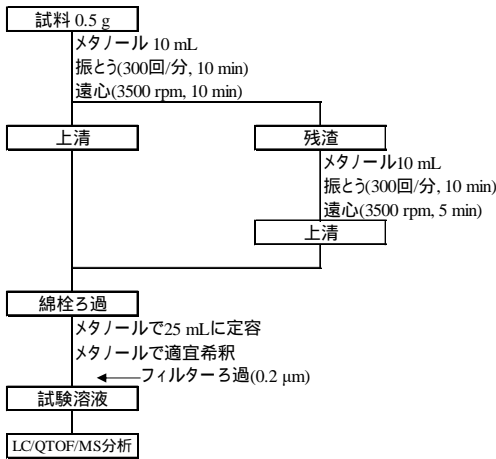 試料 0.5 g
メタノール 10 mL
振とう(300回/分, 10 min)
遠心(3500 rpm, 10 min)
上清
残渣
メタノール10 mL
振とう(300回/分, 10 min)
遠心(3500 rpm, 5 min)
上清
綿栓ろ過
メタノールで25 mLに定容
メタノールで適宜希釈
フィルターろ過(0.2 μm)
試験溶液
LC/QTOF/MS分析